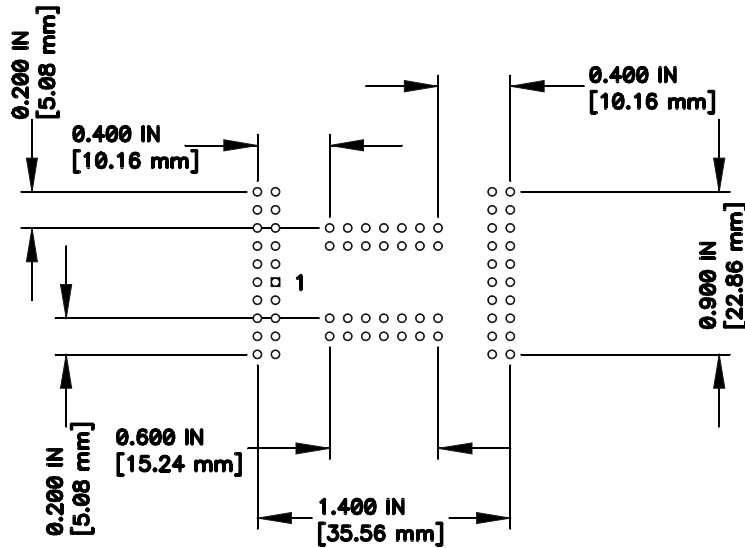 0.200 IN
[5.08 mm]
0.400 IN
[10.16 mm]
0.400 IN
[10.16 mm]
1
0.900 IN
[22.86 mm]
0.600 IN
[15.24 mm]
0.200 IN
[5.08 mm]
1.400 IN
[35.56 mm]